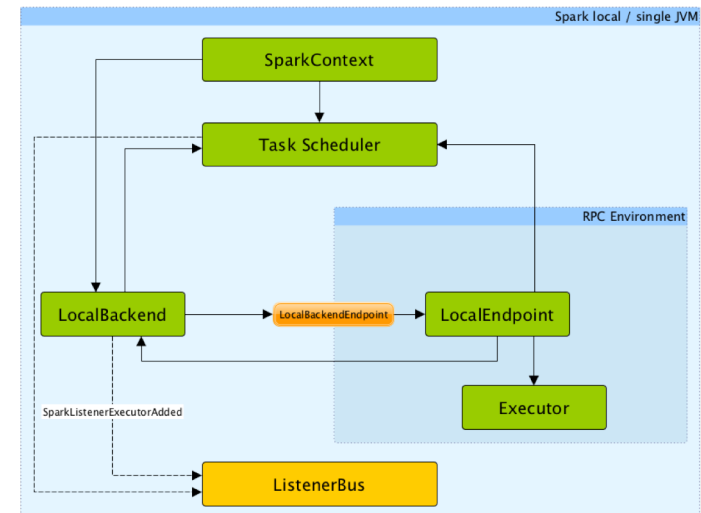 Spark local / single JVM
SparkContext
Task Scheduler
RPC Environment
LocalBackend
LocalBackendEndpoint
LocalEndpoint
Executor
SparkListenerExecutorAdded
ListenerBus